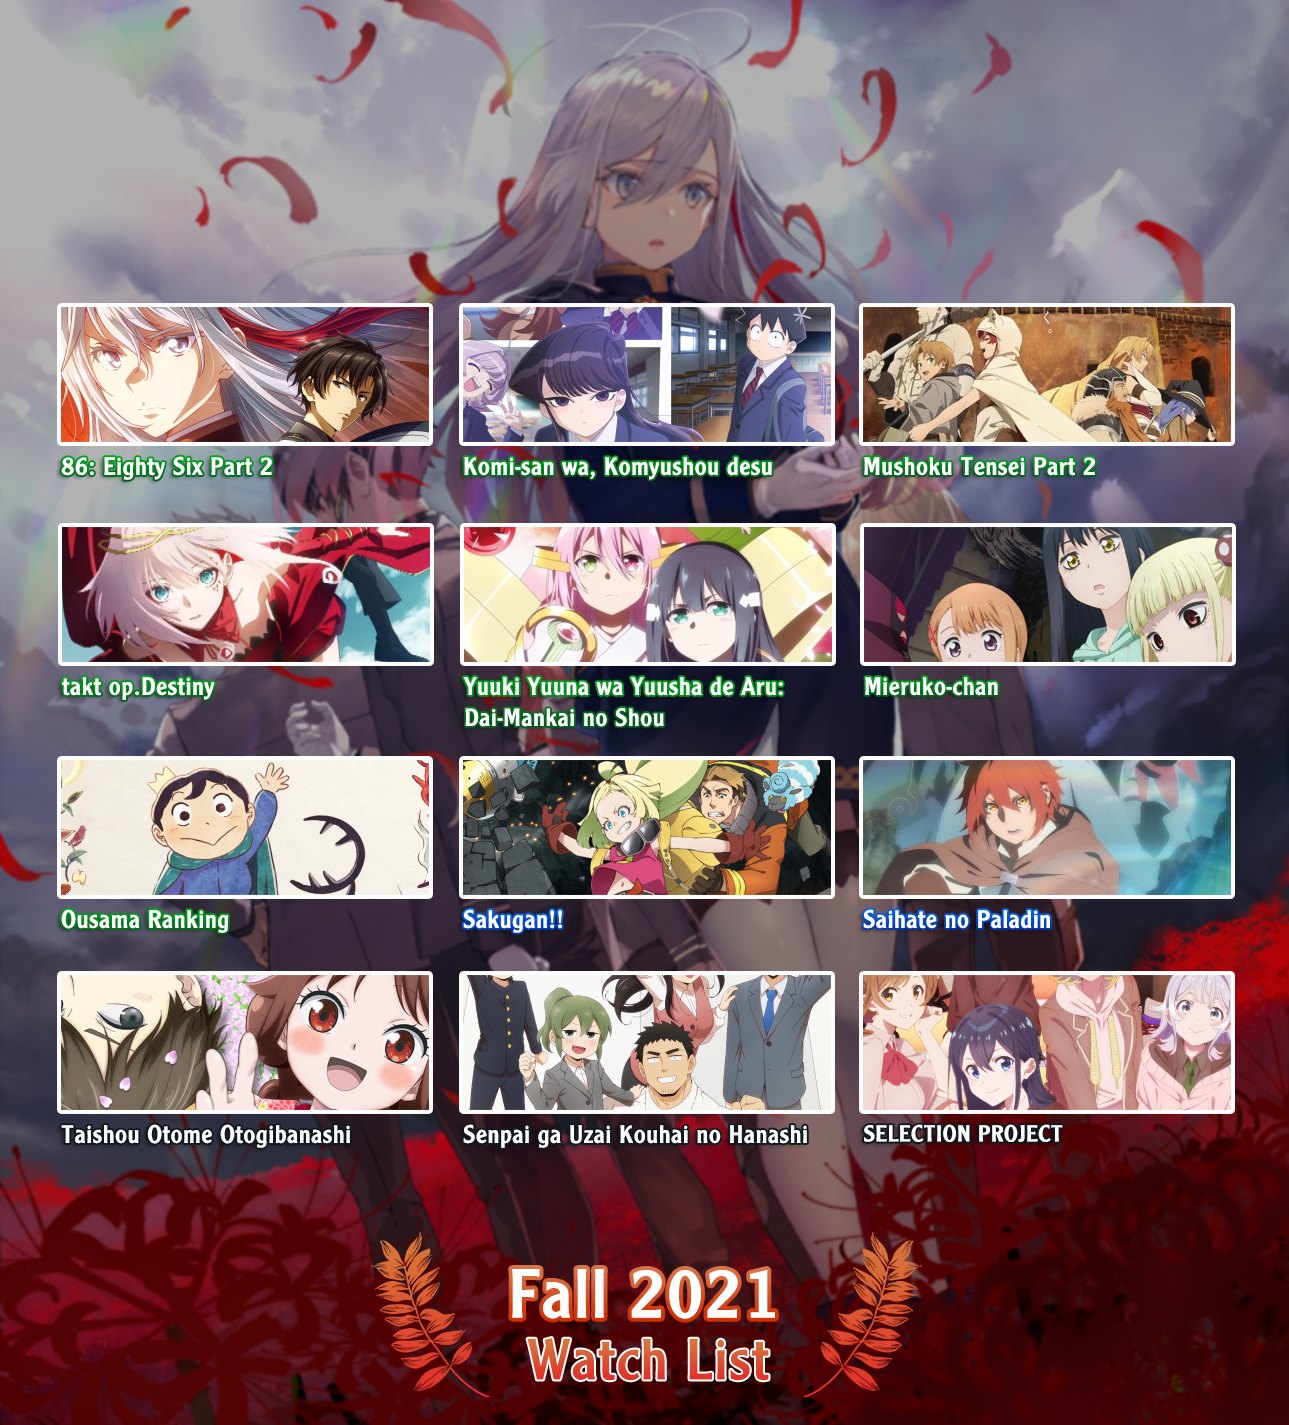 86: Eighty Six Part 2
Komi-san wa, Komyushou desu
Mushoku Tensei Part 2
takt op.Destiny
Yuuki Yuuna wa Yuusha de Aru:
Dai-Mankai no Shou
Mieruko-chan
Ousama Ranking
Sakugan!!
Saihate no Paladin
Taishou Otome Otogibanashi
Senpai ga Uzai Kouhai no Hanashi
SELECTION PROJECT
Fall 2021
Watch List